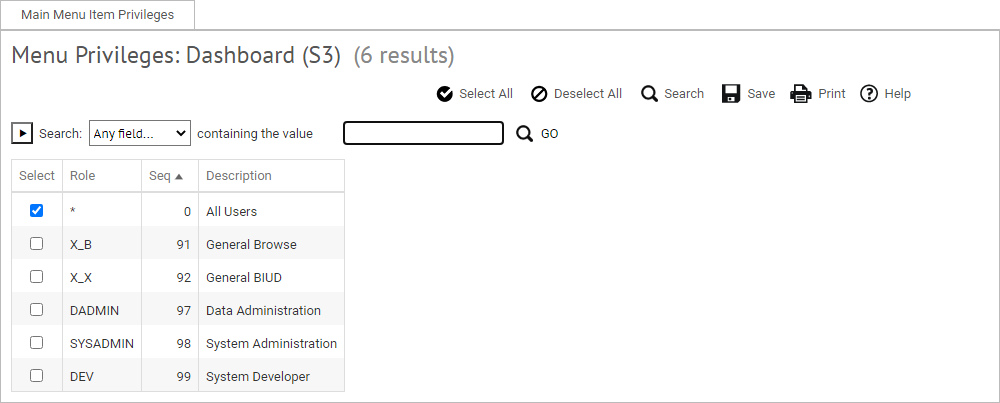 Main Menu Item Privileges
Menu Privileges: Dashboard (S3) (6 results)
Select All Deselect All Search Save Print Help
Search: Any field... containing the value GO
Select Role Seq Description
* 0 All Users
X_B 91 General Browse
X_X 92 General BIUD
DADMIN 97 Data Administration
SYSADMIN 98 System Administration
DEV 99 System Developer